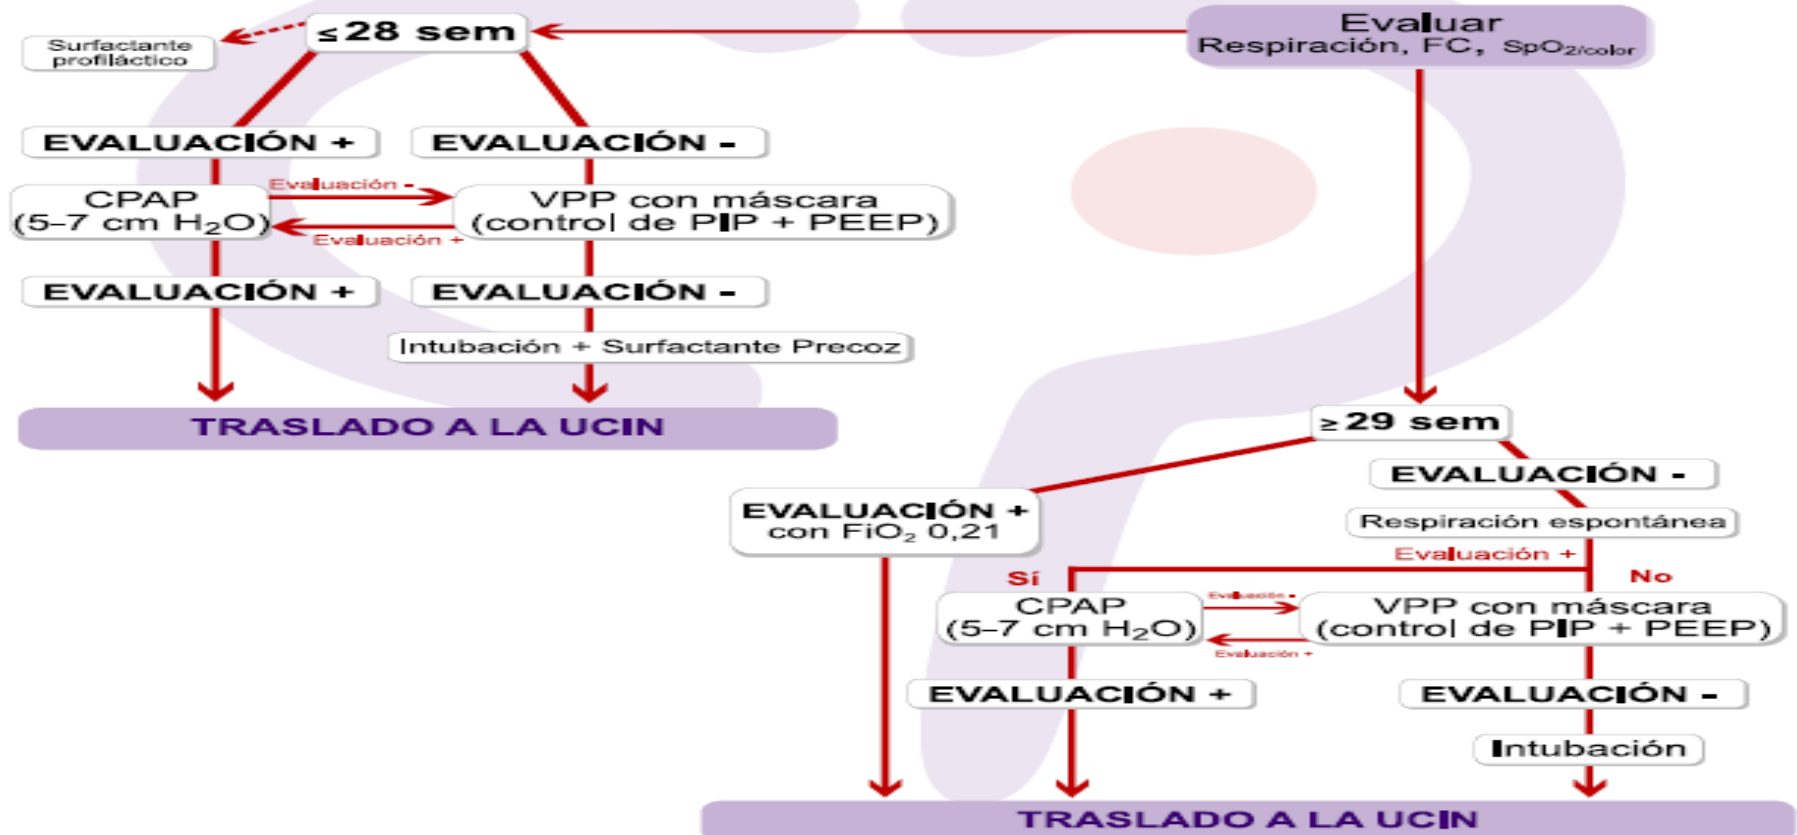 Evaluar
Respiración, FC, SpO2/color
≤28 sem
Surfactante
profiláctico
EVALUACIÓN +
EVALUACIÓN -
CPAP
(5-7 cm H2O)
Evaluación -
Evaluación +
VPP con máscara
(control de PIP + PEEP)
EVALUACIÓN +
EVALUACIÓN -
Intubación + Surfactante Precoz
TRASLADO A LA UCIN
≥29 sem
EVALUACIÓN -
EVALUACIÓN +
con FiO2 0,21
Respiración espontánea
Evaluación +
Sí
No
CPAP
(5-7 cm H2O)
Evaluación -
Evaluación +
VPP con máscara
(control de PIP + PEEP)
EVALUACIÓN +
EVALUACIÓN -
Intubación
TRASLADO A LA UCIN